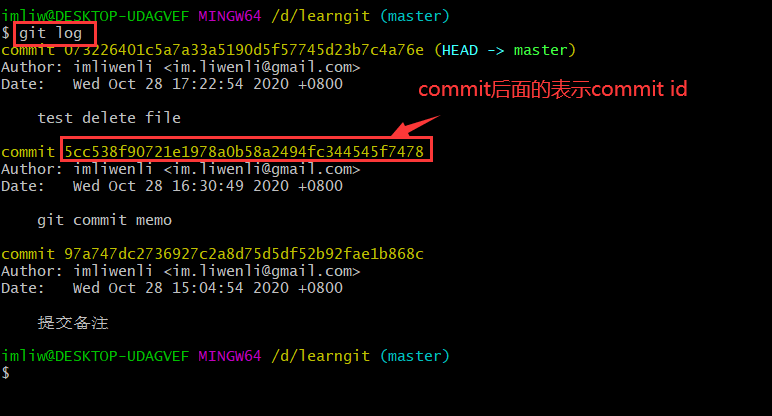 imliw@DESKTOP-UDAGVEF MINGW64 /d/learngit (master)
$ git log
commit 073226401c5a7a33a5190d5f57745d23b7c4a76e (HEAD -> master)
Author: imliwenli <im.liwenli@gmail.com>
Date:   Wed Oct 28 17:22:54 2020 +0800
commit后面的表示commit id
    test delete file
commit 5cc538f90721e1978a0b58a2494fc344545f7478
Author: imliwenli <im.liwenli@gmail.com>
Date:   Wed Oct 28 16:30:49 2020 +0800
    git commit memo
commit 97a747dc2736927c2a8d75d5df52b92fae1b868c
Author: imliwenli <im.liwenli@gmail.com>
Date:   Wed Oct 28 15:04:54 2020 +0800
    提交备注
imliw@DESKTOP-UDAGVEF MINGW64 /d/learngit (master)
$